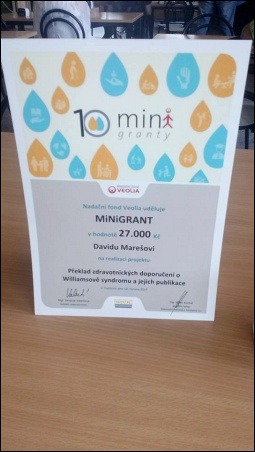 10 mini
granty
VEOLIA
Nadační fond Veolia uděluje
MiNiGRANT
v hodnotě 27.000 Kč
Davidu Marešovi
na realizaci projektu
Překlad zdravotnických doporučení o
Williamsově syndromu a jejich publikace